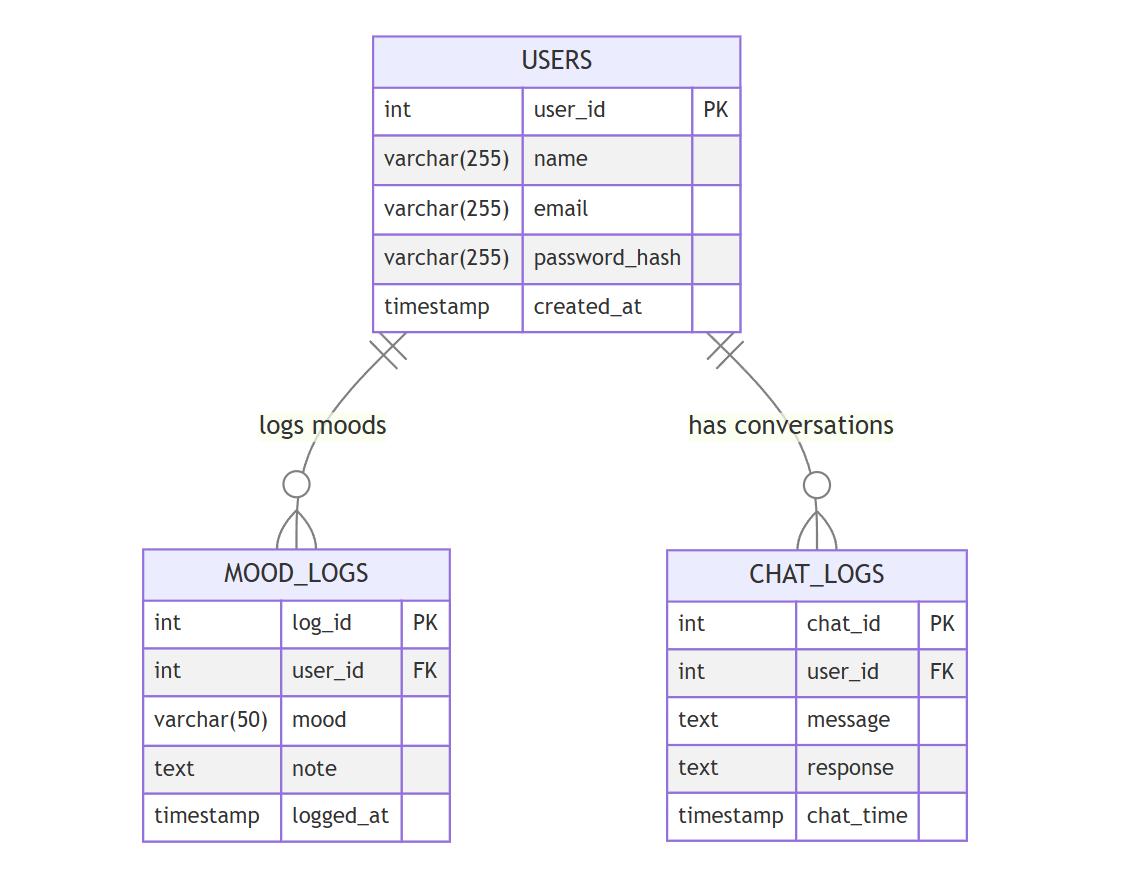 USERS
int user_id PK
varchar(255) name
varchar(255) email
varchar(255) password_hash
timestamp created_at
logs moods
has conversations
MOOD_LOGS
int log_id PK
int user_id FK
varchar(50) mood
text note
timestamp logged_at
CHAT_LOGS
int chat_id PK
int user_id FK
text message
text response
timestamp chat_time